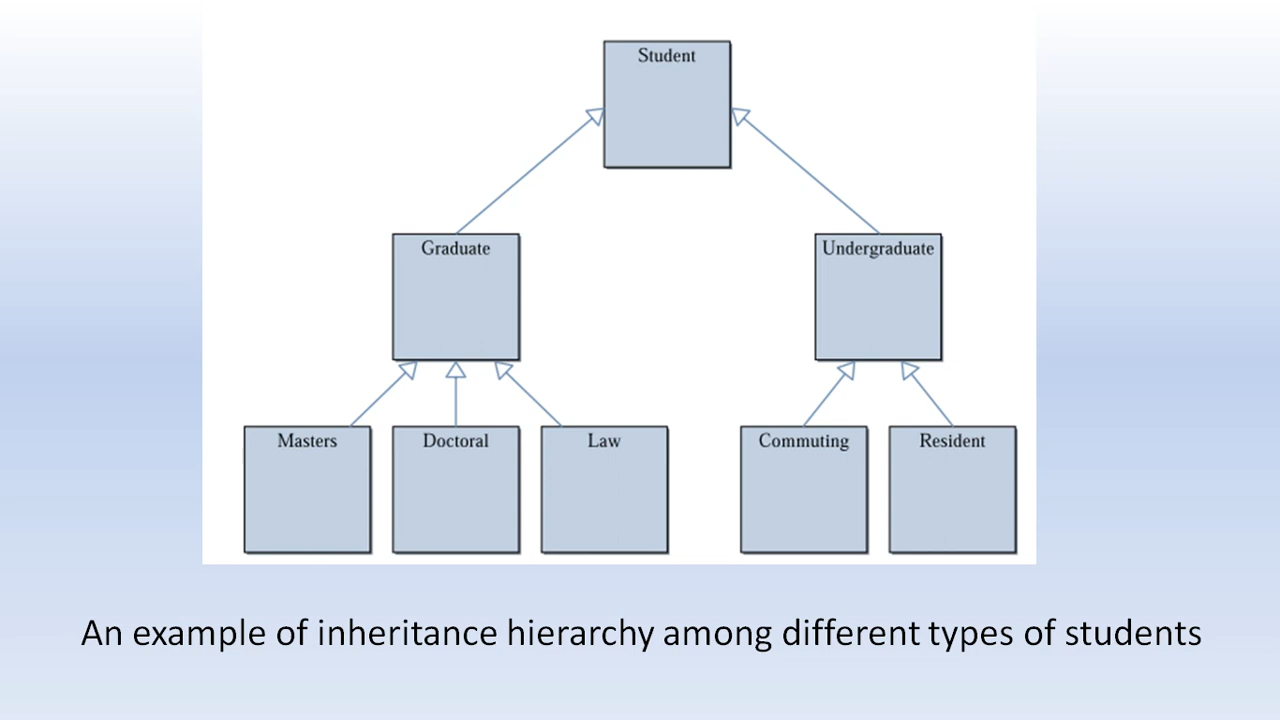 Student
Graduate
Undergraduate
Masters
Doctoral
Law
Commuting
Resident
An example of inheritance hierarchy among different types of students